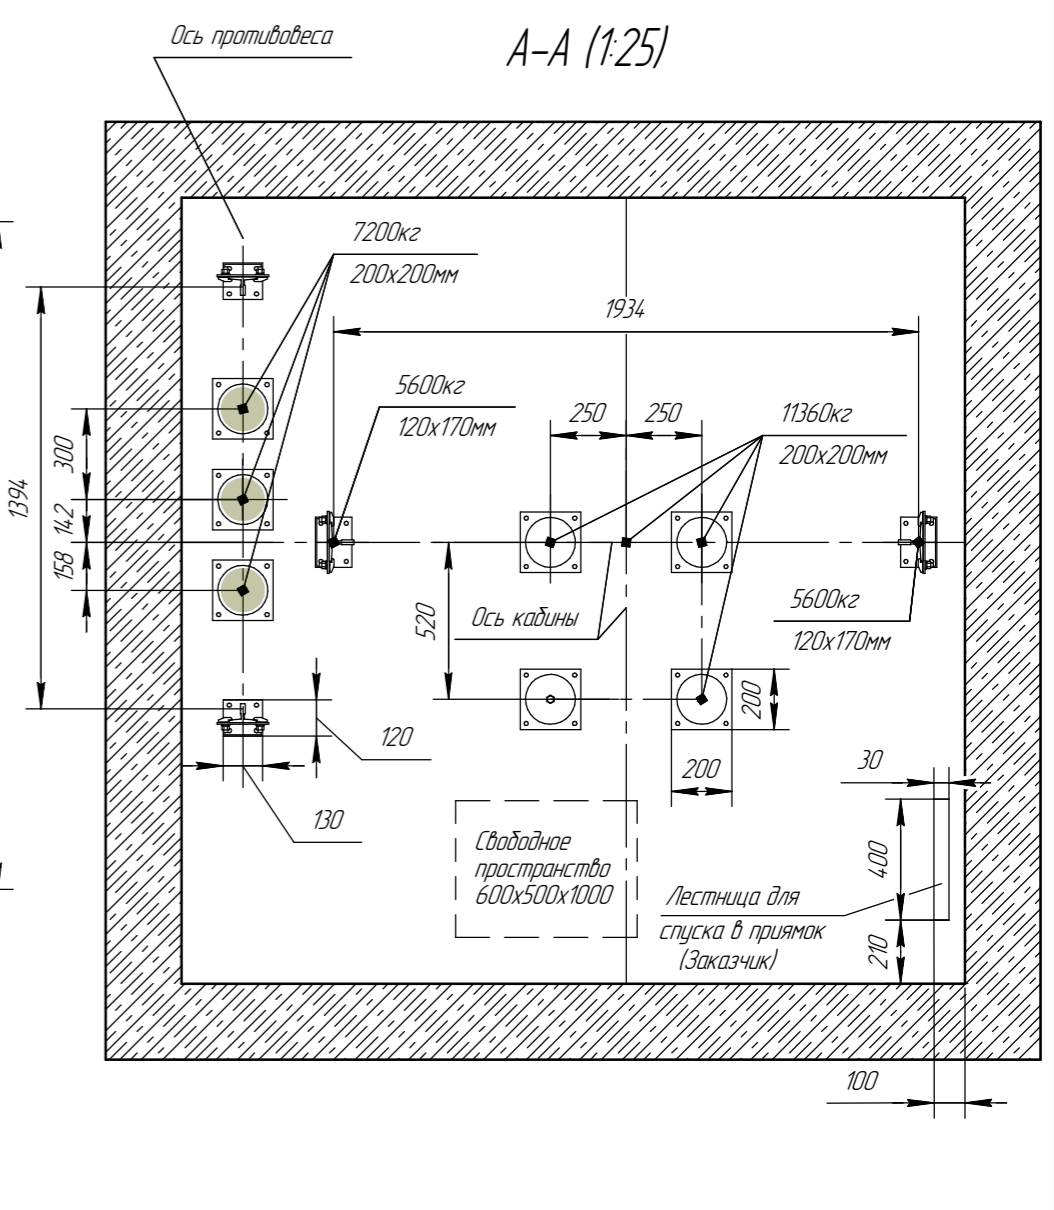 Ось противовеса
А-А (1:25)
7200кг
200х200мм
1934
5600кг
120х170мм
250
250
11360кг
200х200мм
300
1394
142
158
520
Ось кабины
5600кг
120х170мм
200
200
120
130
30
Свободное
пространство
600х500х1000
400
Лестница для
спуска в приямок
(Заказчик)
210
100